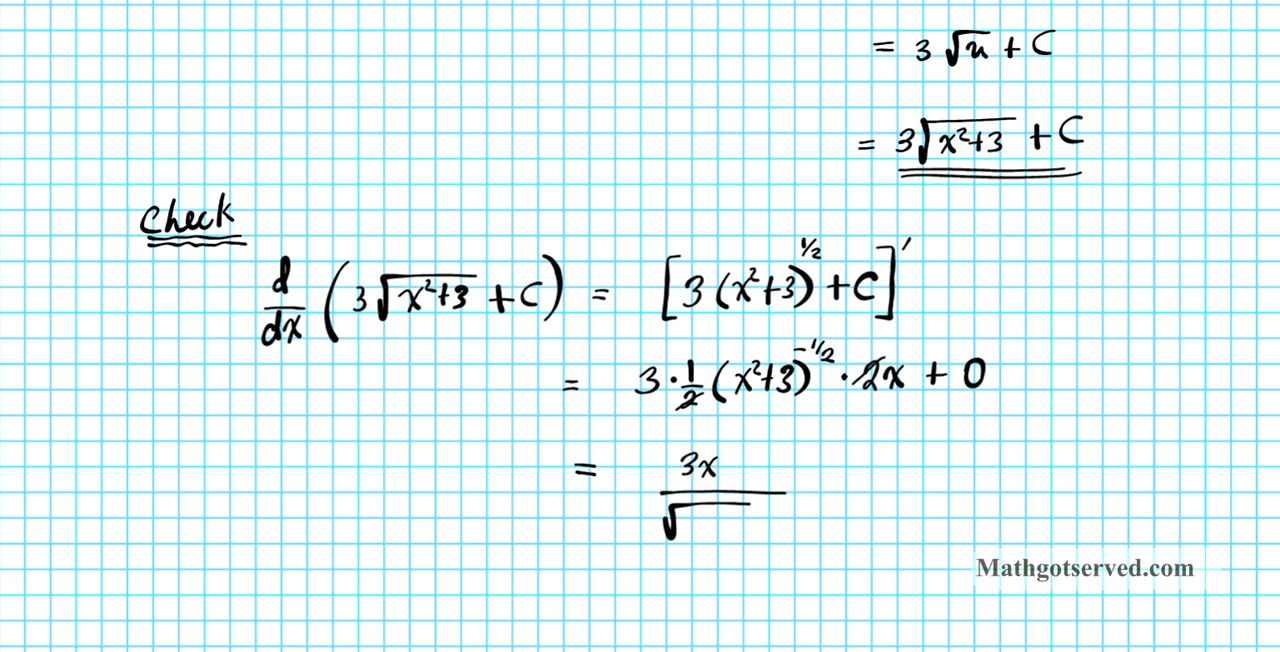 = 3√u + C
= 3√x²+3 + C
Check
d/dx (3√x²+3 + C) = [3 (x²+3)^1/2 + C]'
= 3 · 1/2 (x²+3)^-1/2 · 2x + 0
= 3x/√
Mathgotserved.com